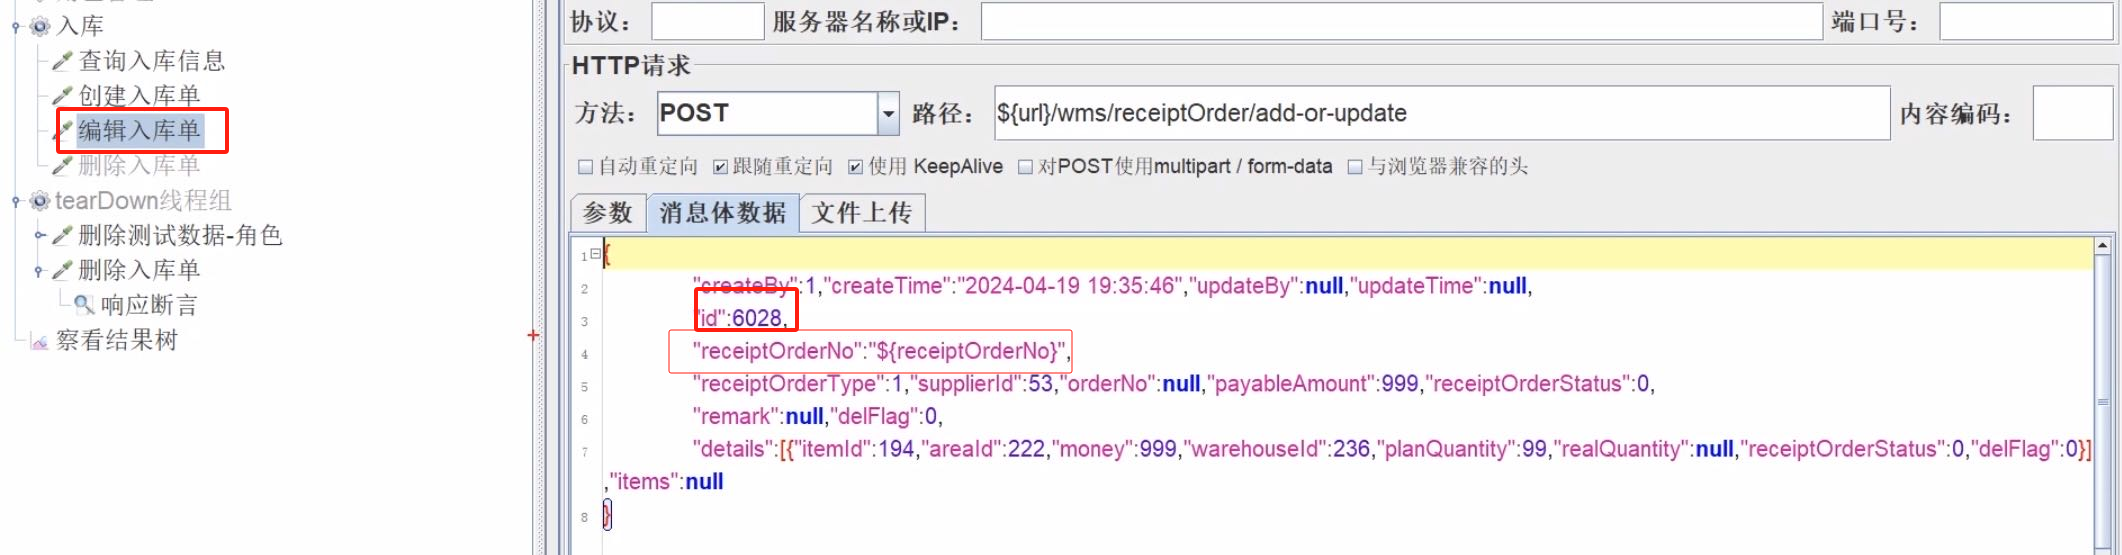 入库
查询入库信息
创建入库单
编辑入库单
删除入库单
tearDown线程组
删除测试数据-角色
删除入库单
响应断言
察看结果树
协议： 服务器名称或IP： 端口号：
HTTP请求
方法： POST 路径： ${url}/wms/receiptOrder/add-or-update 内容编码：
自动重定向 跟随重定向 使用 KeepAlive 对POST使用multipart / form-data 与浏览器兼容的头
参数 消息体数据 文件上传
1 {
2 "createBy":1,"createTime":"2024-04-19 19:35:46","updateBy":null,"updateTime":null,
3 "id":6028,
4 "receiptOrderNo":"${receiptOrderNo}",
5 "receiptOrderType":1,"supplierId":53,"orderNo":null,"payableAmount":999,"receiptOrderStatus":0,
6 "remark":null,"delFlag":0,
7 "details":[{"itemId":194,"areaId":222,"money":999,"warehouseId":236,"planQuantity":99,"realQuantity":null,"receiptOrderStatus":0,"delFlag":0}]
,"items":null
8 }